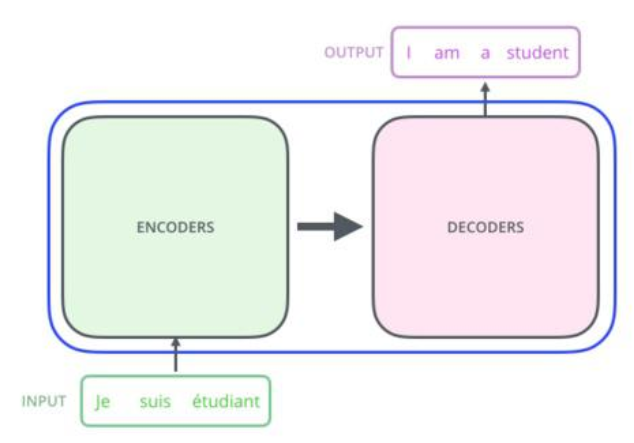 OUTPUT I am a student
ENCODERS DECODERS
INPUT Je suis étudiant